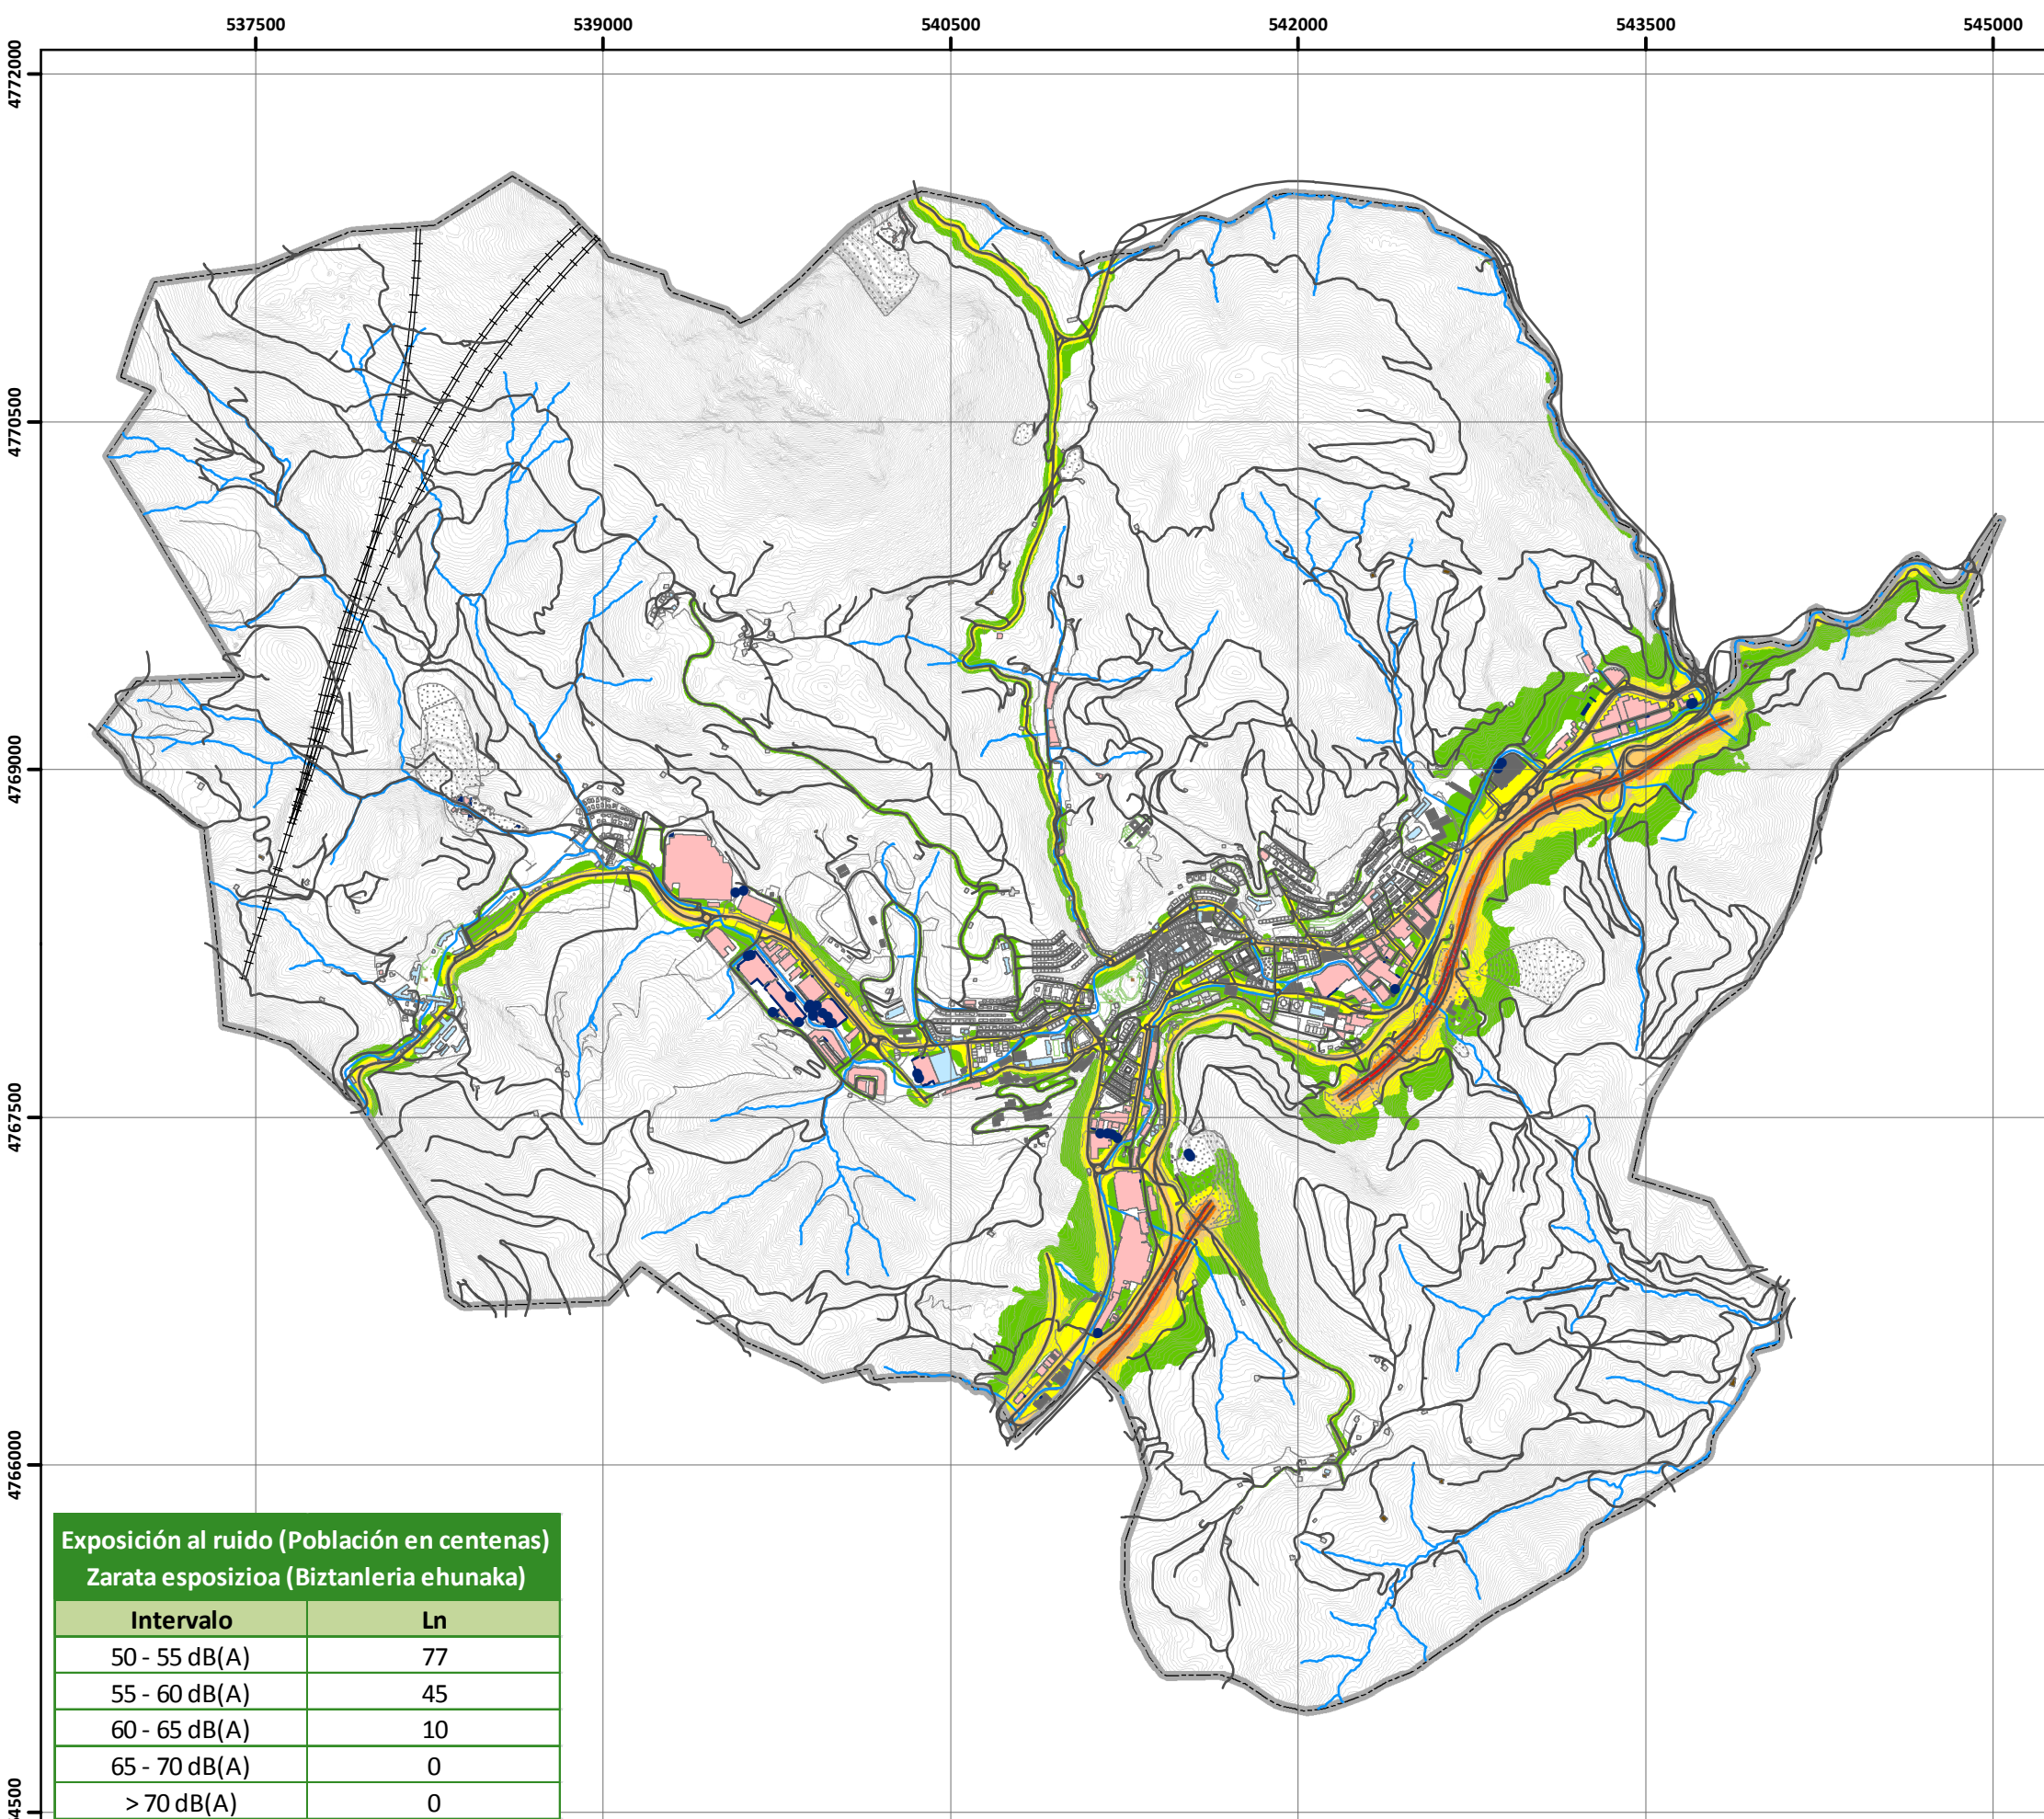 537500 539000 540500 542000 543500 545000
4772000
4770500
4769000
4767500
4766000
4500
Exposición al ruido (Población en centenas)
Zarata esposizioa (Biztanleria ehunaka)
Intervalo Ln
50 - 55 dB(A) 77
55 - 60 dB(A) 45
60 - 65 dB(A) 10
65 - 70 dB(A) 0
> 70 dB(A) 0